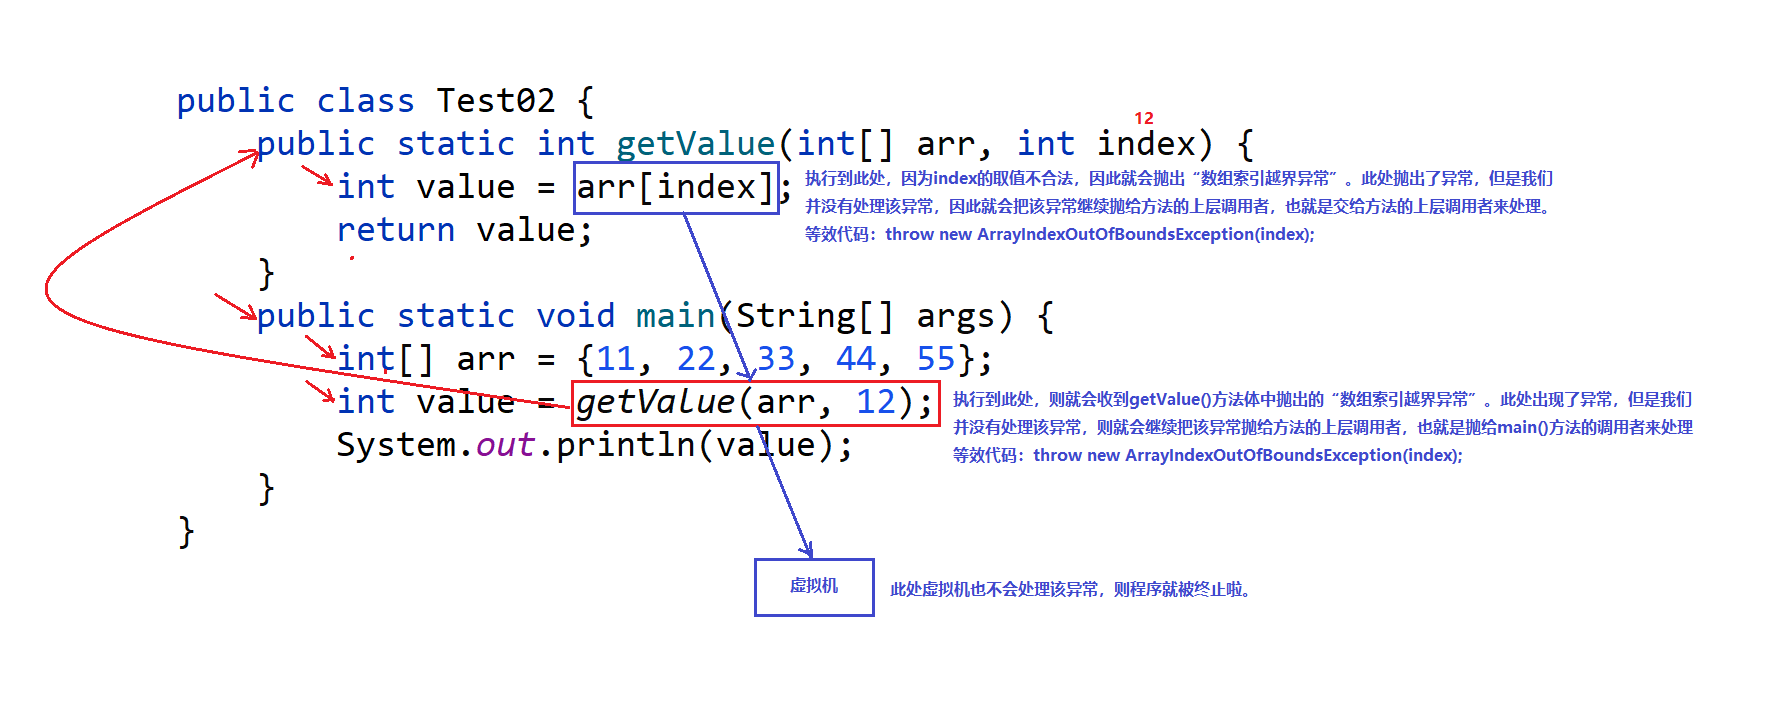 public class Test02 {
12
public static int getValue(int[] arr, int index) {
int value = arr[index];
执行到此处，因为index的取值不合法，因此就会抛出“数组索引越界异常”。此处抛出了异常，但是我们
并没有处理该异常，因此就会把该异常继续抛给方法的上层调用者，也就是交给方法的上层调用者来处理。
return value;
等效代码：throw new ArrayIndexOutOfBoundsException(index);
}
public static void main(String[] args) {
int[] arr = {11, 22, 33, 44, 55};
int value = getValue(arr, 12);
执行到此处，则就会收到getValue()方法体中抛出的“数组索引越界异常”。此处出现了异常，但是我们
并没有处理该异常，则就会继续把该异常抛给方法的上层调用者，也就是抛给main()方法的调用者来处理
System.out.println(value);
等效代码：throw new ArrayIndexOutOfBoundsException(index);
}
}
虚拟机
此处虚拟机也不会处理该异常，则程序就被终止啦。